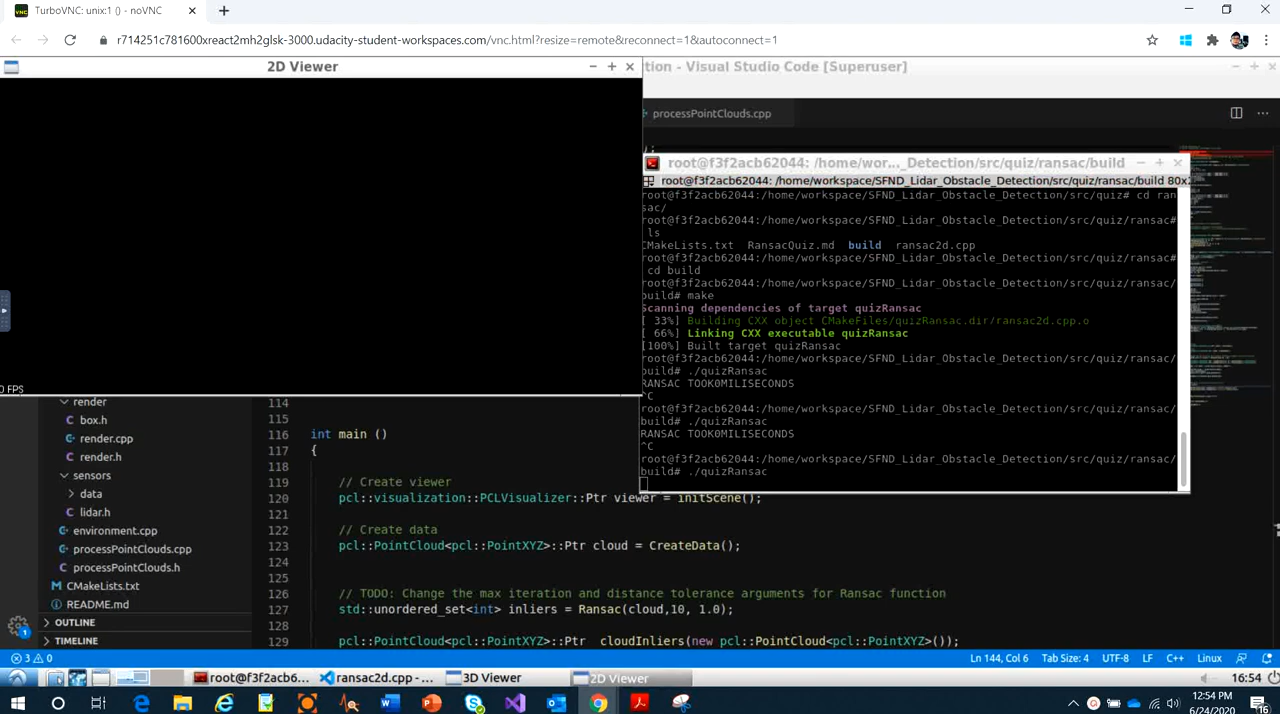 TurboVNC: unix:1 () - noVNC
r714251c781600xreact2mh2glsk-3000.udacity-student-workspaces.com/vnc.html?resize=remote&reconnect=1&autoconnect=1
2D Viewer
tion - Visual Studio Code [Superuser]
processPointClouds.cpp
root@f3f2acb62044: /home/wor..._Detection/src/quiz/ransac/build
root@f3f2acb62044: /home/workspace/SFND_Lidar_Obstacle_Detection/src/quiz/ransac/build 80x
root@f3f2acb62044:/home/workspace/SFND_Lidar_Obstacle_Detection/src/quiz# cd ran
sac/
root@f3f2acb62044:/home/workspace/SFND_Lidar_Obstacle_Detection/src/quiz/ransac#
ls
CMakeLists.txt RansacQuiz.md build ransac2d.cpp
root@f3f2acb62044:/home/workspace/SFND_Lidar_Obstacle_Detection/src/quiz/ransac#
cd build
root@f3f2acb62044:/home/workspace/SFND_Lidar_Obstacle_Detection/src/quiz/ransac/
build# make
Scanning dependencies of target quizRansac
[ 33%] Building CXX object CMakeFiles/quizRansac.dir/ransac2d.cpp.o
[ 66%] Linking CXX executable quizRansac
[100%] Built target quizRansac
root@f3f2acb62044:/home/workspace/SFND_Lidar_Obstacle_Detection/src/quiz/ransac/
build# ./quizRansac
RANSAC TOOK0MILISECONDS
^C
root@f3f2acb62044:/home/workspace/SFND_Lidar_Obstacle_Detection/src/quiz/ransac/
build# ./quizRansac
RANSAC TOOK0MILISECONDS
^C
root@f3f2acb62044:/home/workspace/SFND_Lidar_Obstacle_Detection/src/quiz/ransac/
build# ./quizRansac
0 FPS
render
box.h
render.cpp
render.h
sensors
data
lidar.h
environment.cpp
processPointClouds.cpp
processPointClouds.h
CMakeLists.txt
README.md
OUTLINE
TIMELINE
114
115
116 int main ()
117 {
118
119 // Create viewer
120 pcl::visualization::PCLVisualizer::Ptr viewer = initScene();
121
122 // Create data
123 pcl::PointCloud<pcl::PointXYZ>::Ptr cloud = CreateData();
124
125
126 // TODO: Change the max iteration and distance tolerance arguments for Ransac function
127 std::unordered_set<int> inliers = Ransac(cloud,10, 1.0);
128
129 pcl::PointCloud<pcl::PointXYZ>::Ptr cloudInliers(new pcl::PointCloud<pcl::PointXYZ>());
3 0
Ln 144, Col 6 Tab Size: 4 UTF-8 LF C++ Linux
root@f3f2acb6... ransac2d.cpp -... 3D Viewer 2D Viewer 16:54
12:54 PM
6/24/2020
16